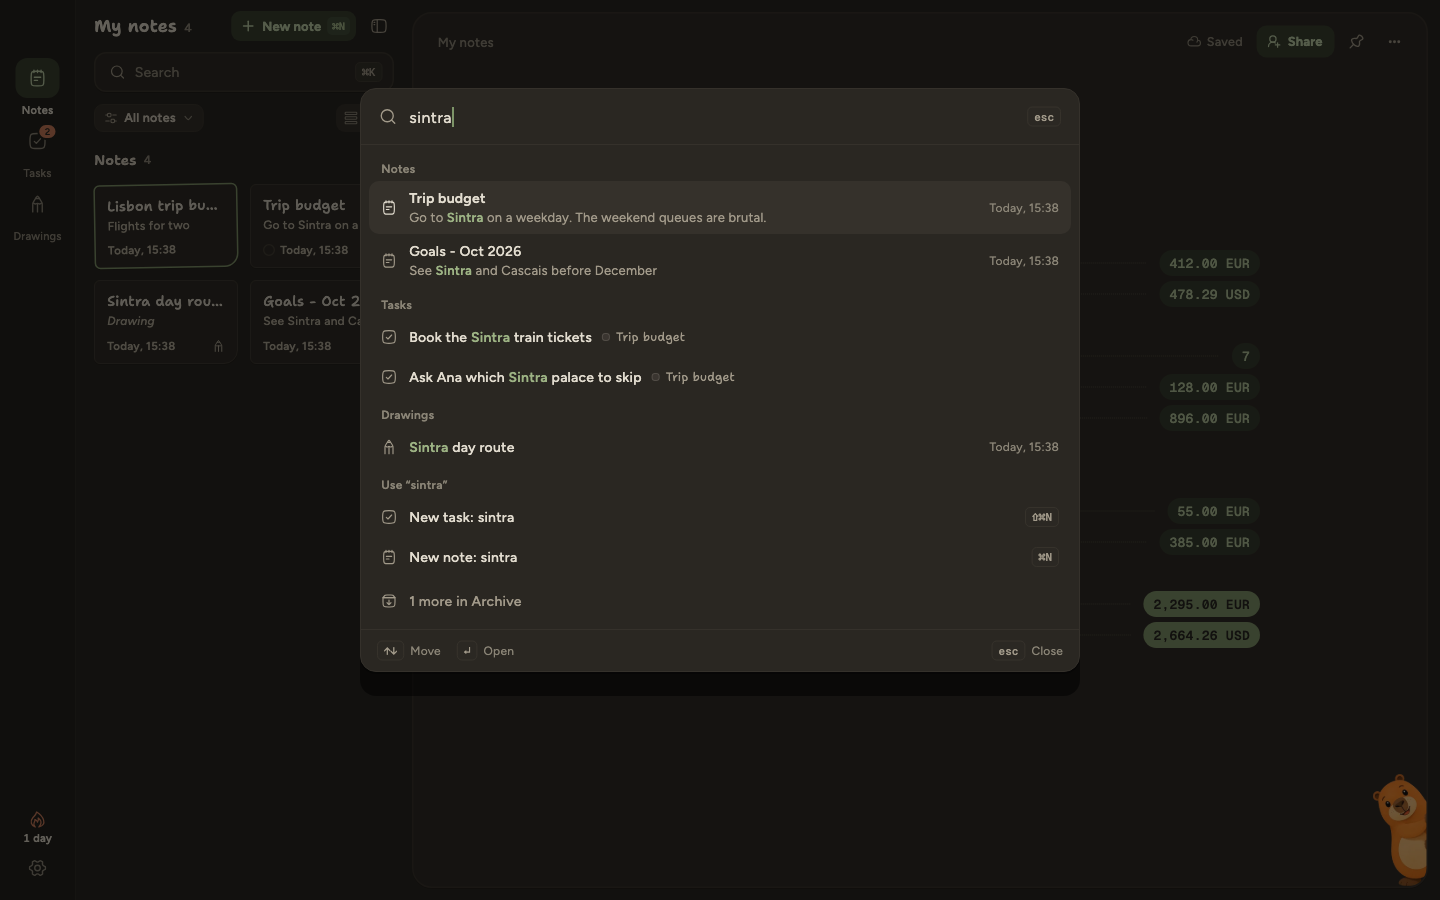 My notes 4
New note ⌘N
Search ⌘K
All notes
Notes
2
Tasks
Drawings
Notes 4
Lisbon trip bu...
Flights for two
Today, 15:38
Trip budget
Go to Sintra on a
Today, 15:38
Sintra day rou...
Drawing
Today, 15:38
Goals - Oct 2
See Sintra and Ca
Today, 15:38
1 day
My notes
Saved
Share
sintra esc
Notes
Trip budget
Go to Sintra on a weekday. The weekend queues are brutal.
Today, 15:38
Goals - Oct 2026
See Sintra and Cascais before December
Today, 15:38
Tasks
Book the Sintra train tickets Trip budget
Ask Ana which Sintra palace to skip Trip budget
Drawings
Sintra day route Today, 15:38
Use “sintra”
New task: sintra ⇧⌘N
New note: sintra ⌘N
1 more in Archive
Move Open esc Close
412.00 EUR
478.29 USD
7
128.00 EUR
896.00 EUR
55.00 EUR
385.00 EUR
2,295.00 EUR
2,664.26 USD